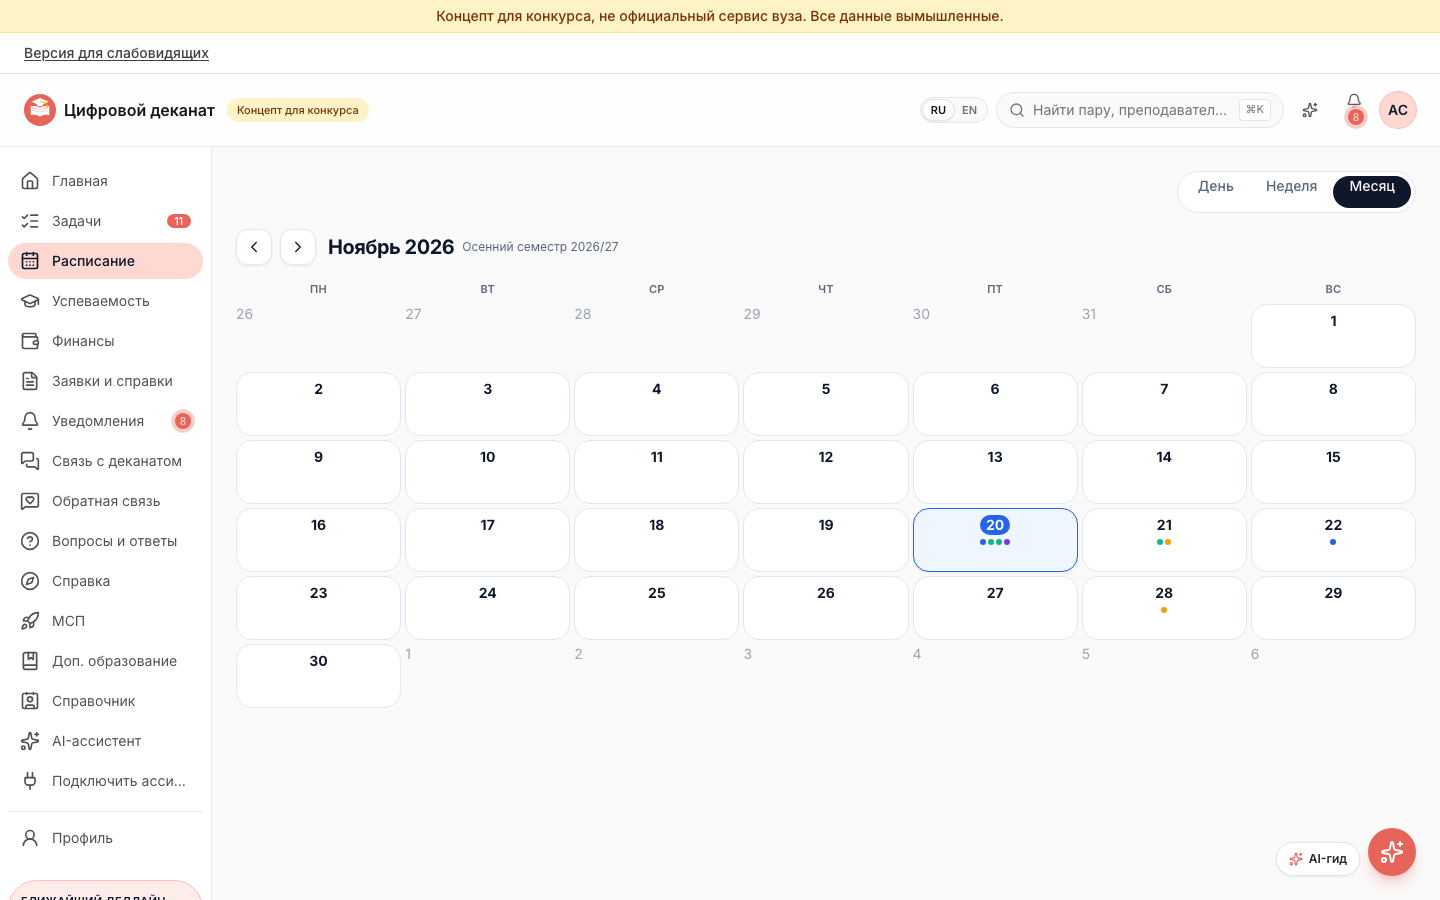 Концепт для конкурса, не официальный сервис вуза. Все данные вымышленные.
Версия для слабовидящих
Цифровой деканат
Концепт для конкурса
RU EN
Найти пару, преподавател...
⌘K
8
АС
Главная
Задачи 11
Расписание
Успеваемость
Финансы
Заявки и справки
Уведомления 8
Связь с деканатом
Обратная связь
Вопросы и ответы
Справка
МСП
Доп. образование
Справочник
AI-ассистент
Подключить асси...
Профиль
БЛИЖАЙШИЙ ДЕДЛАЙН
День Неделя Месяц
Ноябрь 2026 Осенний семестр 2026/27
ПН ВТ СР ЧТ ПТ СБ ВС
26 27 28 29 30 31 1
2 3 4 5 6 7 8
9 10 11 12 13 14 15
16 17 18 19 20 21 22
23 24 25 26 27 28 29
30 1 2 3 4 5 6
AI-гид